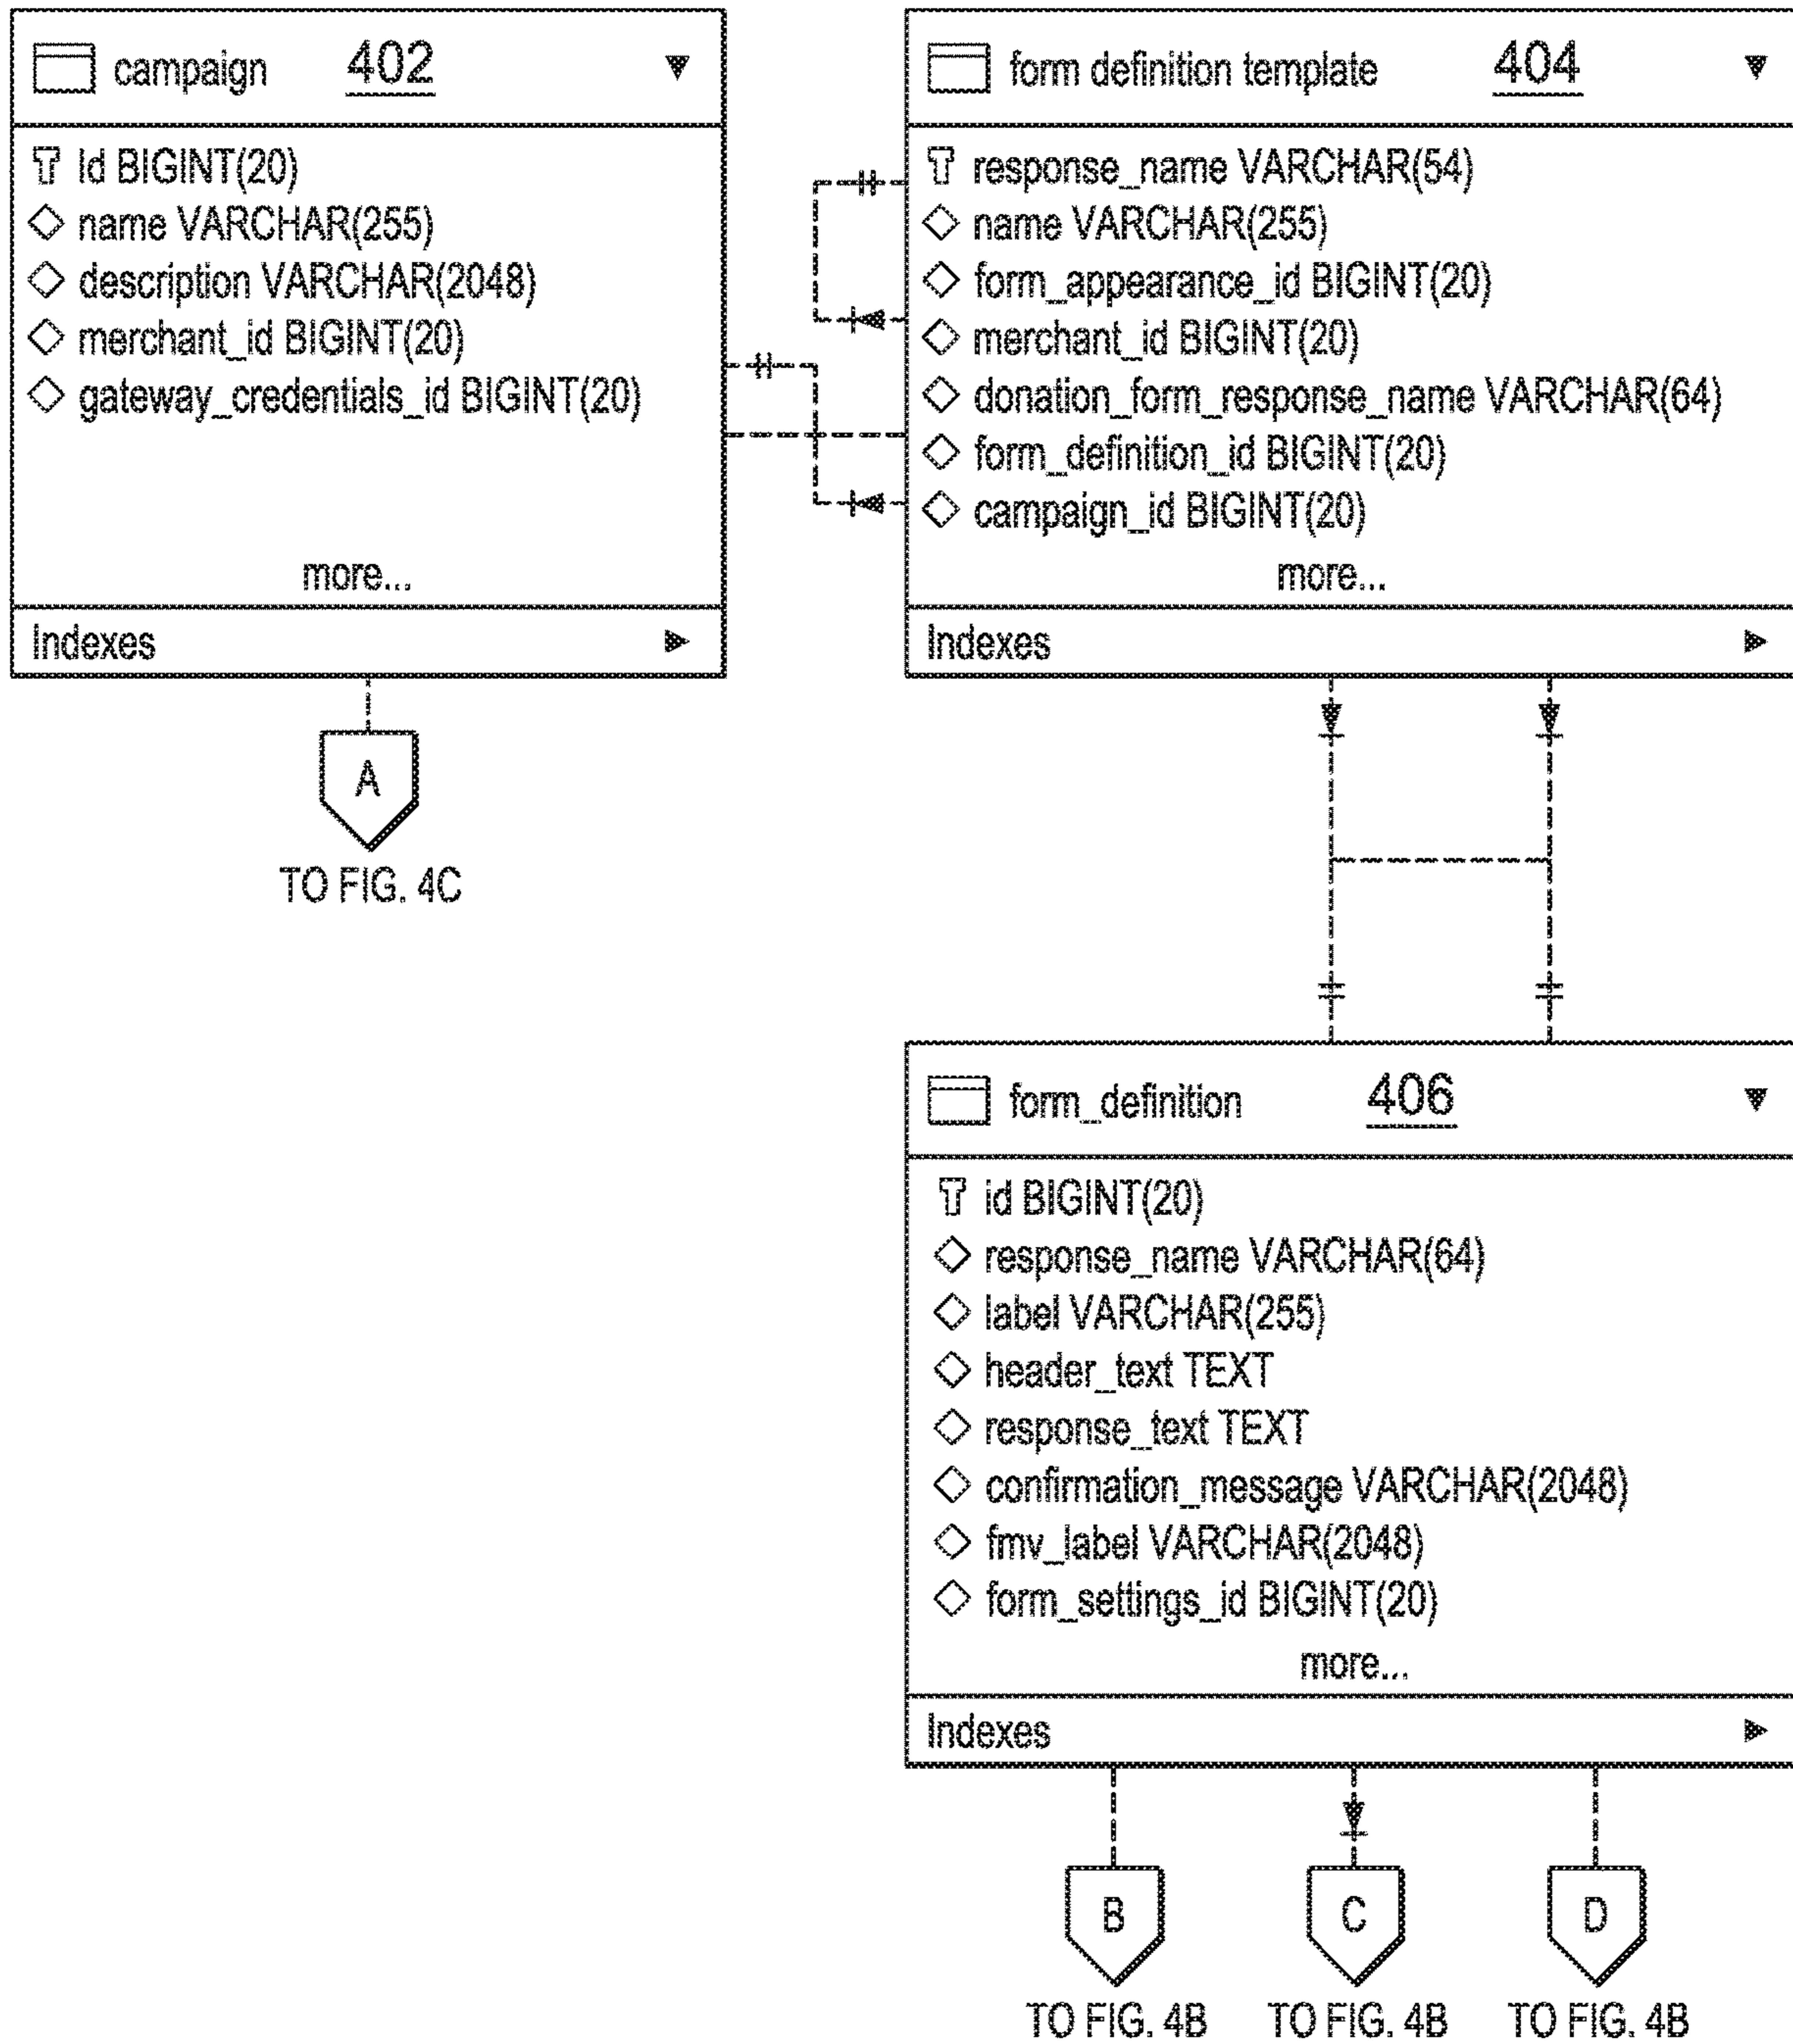 campaign 402
id BIGINT(20)
name VARCHAR(255)
description VARCHAR(2048)
merchant_id BIGINT(20)
gateway_credentials_id BIGINT(20)
more...
Indexes
A
TO FIG. 4C
form definition template 404
response_name VARCHAR(54)
name VARCHAR(255)
form_appearance_id BIGINT(20)
merchant_id BIGINT(20)
donation_form_response_name VARCHAR(64)
form_definition_id BIGINT(20)
campaign_id BIGINT(20)
more...
Indexes
form_definition 406
id BIGINT(20)
response_name VARCHAR(64)
label VARCHAR(255)
header_text TEXT
response_text TEXT
confirmation_message VARCHAR(2048)
fmv_label VARCHAR(2048)
form_settings_id BIGINT(20)
more...
Indexes
B C D
TO FIG. 4B TO FIG. 4B TO FIG. 4B